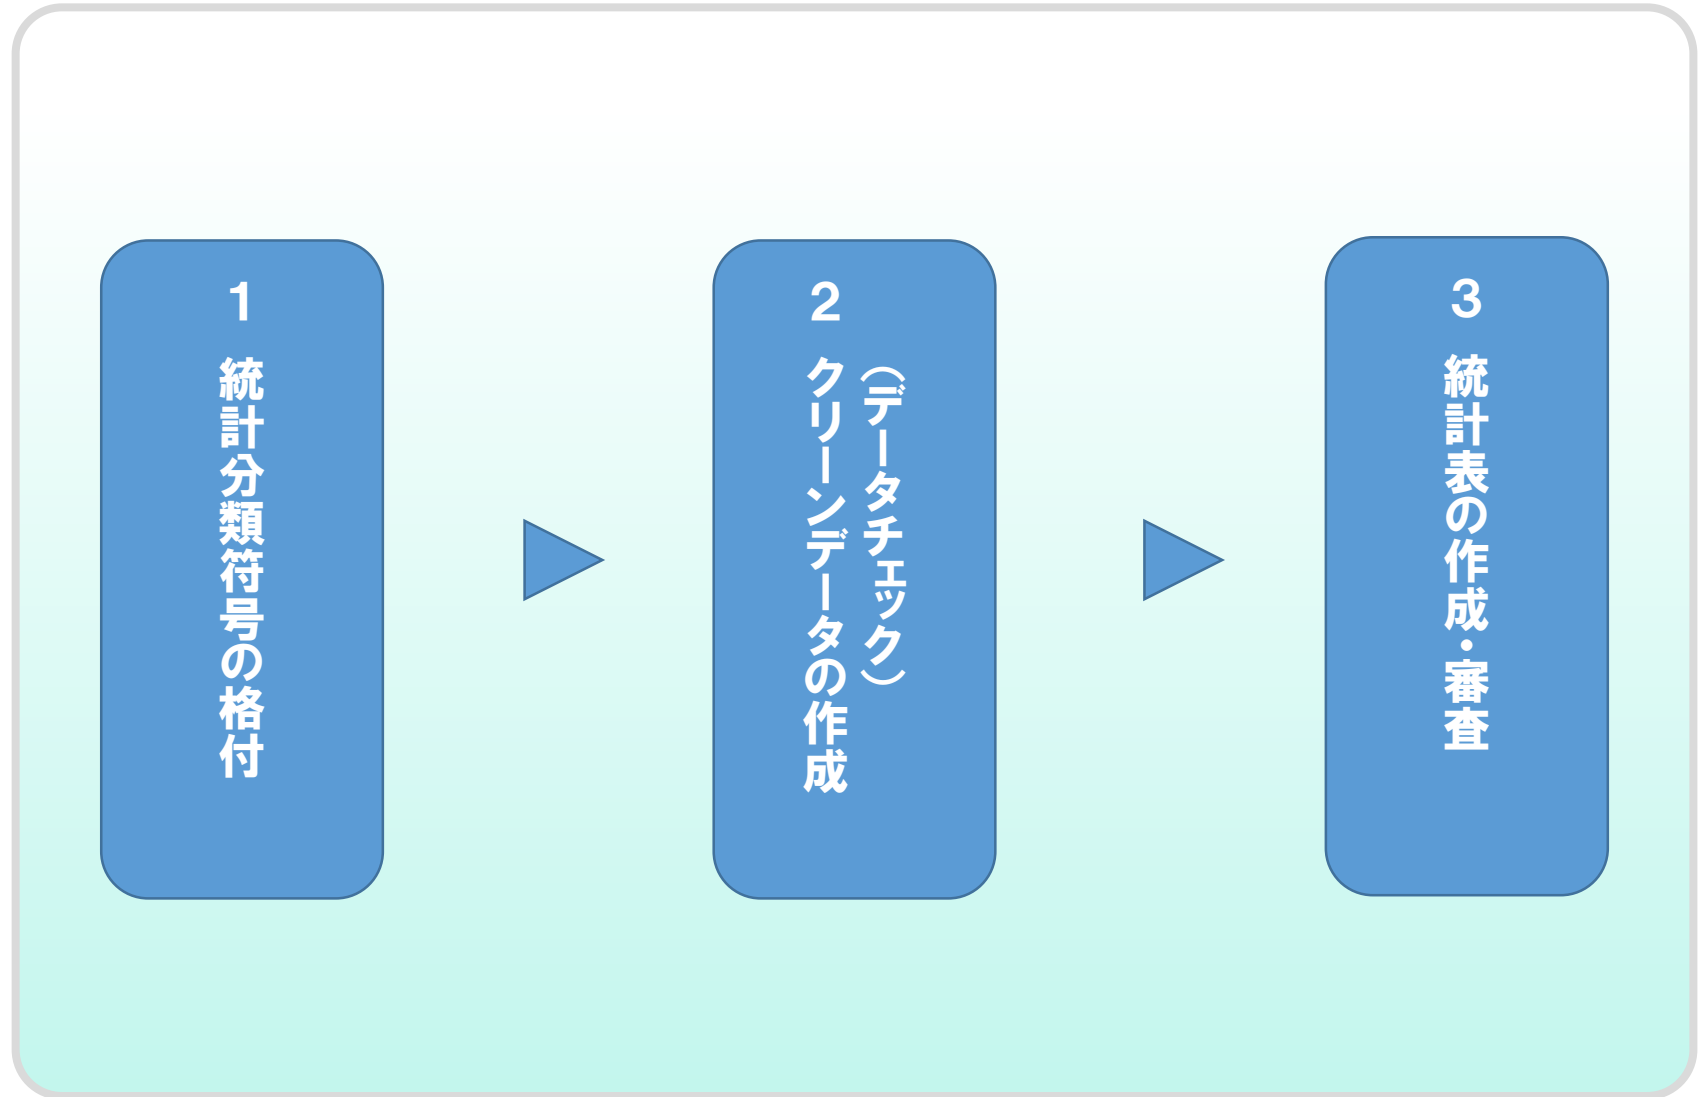 1 統計分類符号の格付
2 クリーンデータの作成
（データチェック）
3 統計表の作成・審査